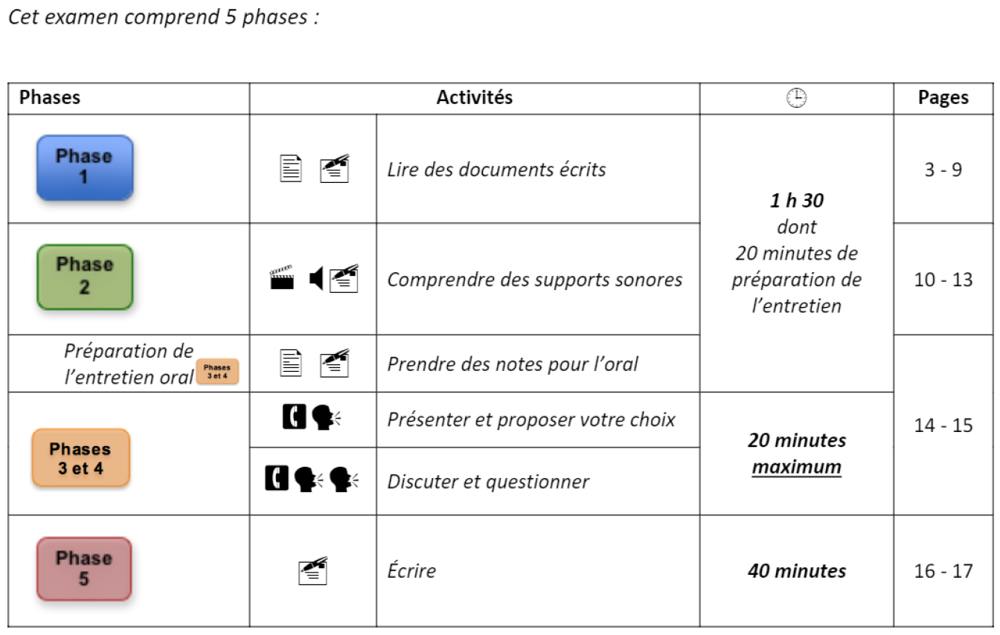 Cet examen comprend 5 phases :
Phases
Activités
Pages
Phase
1
Lire des documents écrits
1 h 30
dont
20 minutes de
préparation de
l’entretien
3 - 9
Phase
2
Comprendre des supports sonores
10 - 13
Préparation de
l’entretien oral
Phases
3 et 4
Prendre des notes pour l’oral
14 - 15
Phases
3 et 4
Présenter et proposer votre choix
20 minutes
maximum
Discuter et questionner
Phase
5
Écrire
40 minutes
16 - 17